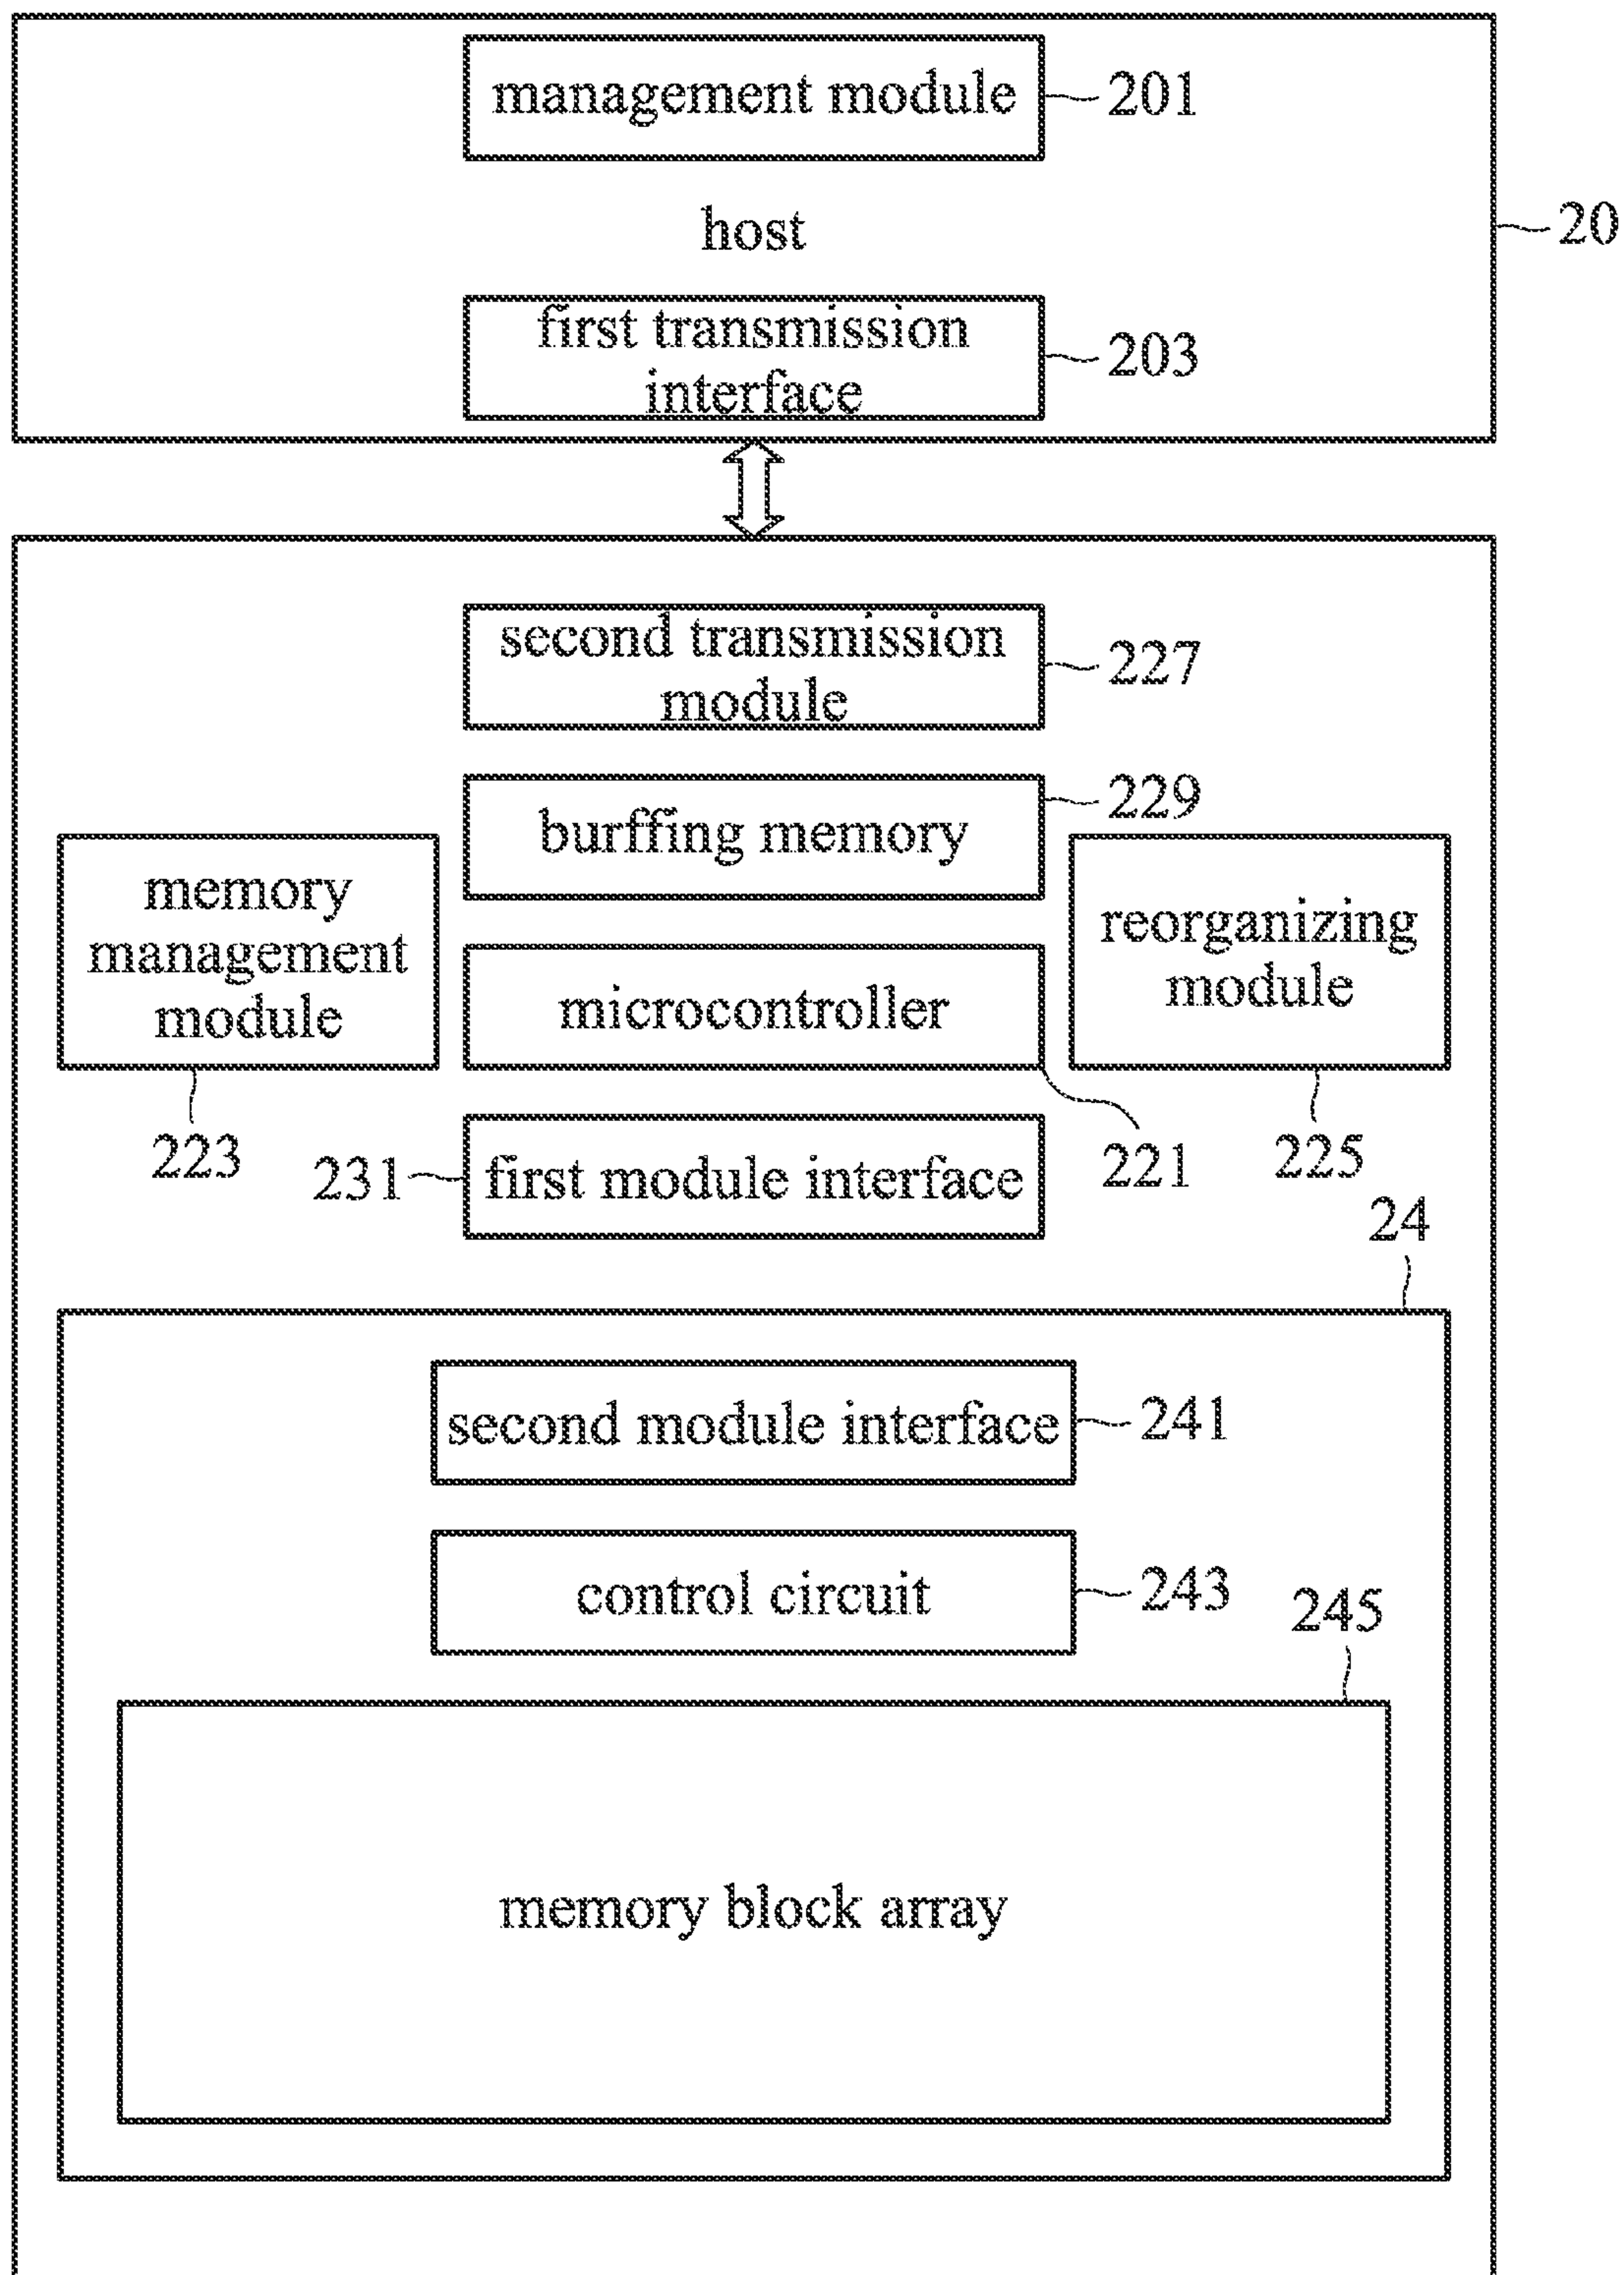 management module
201
host
20
first transmission
interface
203
second transmission
module
227
burffing memory
229
memory
management
module
223
reorganizing
module
225
microcontroller
221
231
first module interface
24
second module interface
241
control circuit
243
245
memory block array